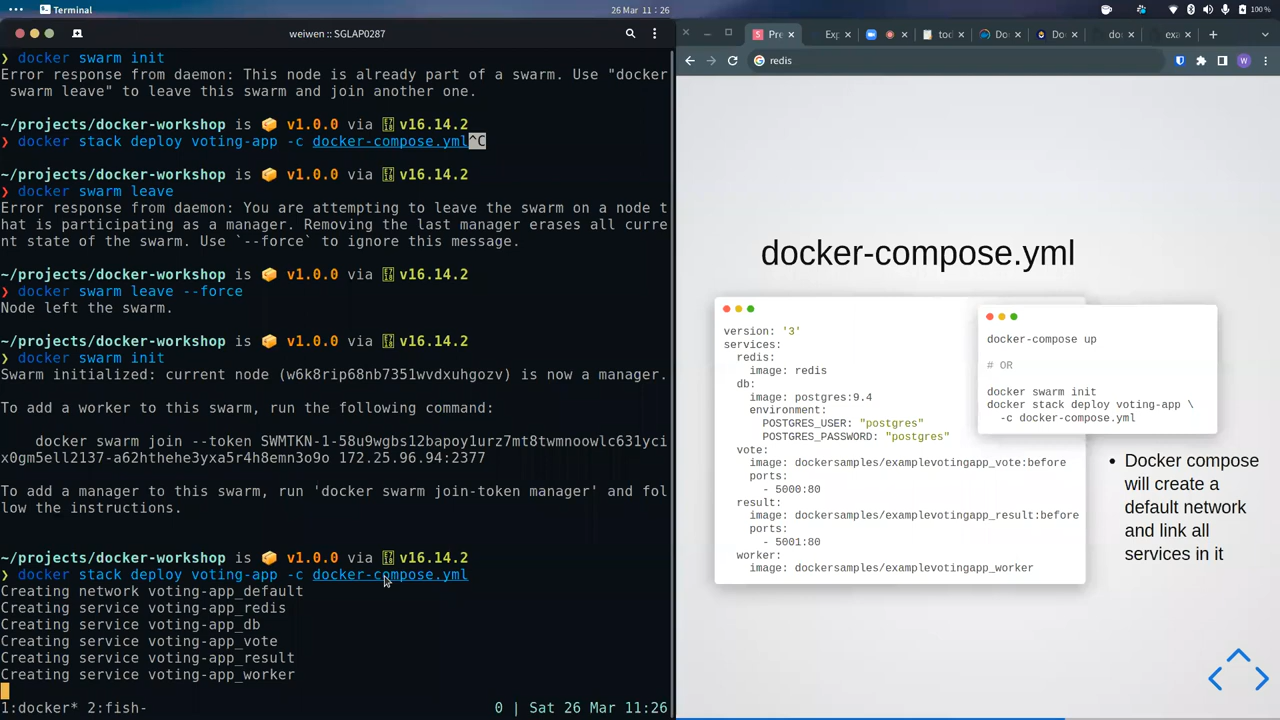 Terminal
26 Mar 11:26
100 %
weiwen :: SGLAP0287
❯ docker swarm init
Error response from daemon: This node is already part of a swarm. Use "docker
swarm leave" to leave this swarm and join another one.
~/projects/docker-workshop is 📦 v1.0.0 via v16.14.2
❯ docker stack deploy voting-app -c docker-compose.yml^C
~/projects/docker-workshop is 📦 v1.0.0 via v16.14.2
❯ docker swarm leave
Error response from daemon: You are attempting to leave the swarm on a node t
hat is participating as a manager. Removing the last manager erases all curre
nt state of the swarm. Use `--force` to ignore this message.
~/projects/docker-workshop is 📦 v1.0.0 via v16.14.2
❯ docker swarm leave --force
Node left the swarm.
~/projects/docker-workshop is 📦 v1.0.0 via v16.14.2
❯ docker swarm init
Swarm initialized: current node (w6k8rip68nb7351wvdxuhgozv) is now a manager.
To add a worker to this swarm, run the following command:
docker swarm join --token SWMTKN-1-58u9wgbs12bapoy1urz7mt8twmnoowlc631yci
x0gm5ell2137-a62hthehe3yxa5r4h8emn3o9o 172.25.96.94:2377
To add a manager to this swarm, run 'docker swarm join-token manager' and fol
low the instructions.
~/projects/docker-workshop is 📦 v1.0.0 via v16.14.2
❯ docker stack deploy voting-app -c docker-compose.yml
Creating network voting-app_default
Creating service voting-app_redis
Creating service voting-app_db
Creating service voting-app_vote
Creating service voting-app_result
Creating service voting-app_worker
1:docker* 2:fish-
0 | Sat 26 Mar 11:26
Pre
Exp
tod
Do
Do
do
exa
redis
W
docker-compose.yml
version: '3'
services:
redis:
image: redis
db:
image: postgres:9.4
environment:
POSTGRES_USER: "postgres"
POSTGRES_PASSWORD: "postgres"
vote:
image: dockersamples/examplevotingapp_vote:before
ports:
- 5000:80
result:
image: dockersamples/examplevotingapp_result:before
ports:
- 5001:80
worker:
image: dockersamples/examplevotingapp_worker
docker-compose up
# OR
docker swarm init
docker stack deploy voting-app \
-c docker-compose.yml
• Docker compose
will create a
default network
and link all
services in it